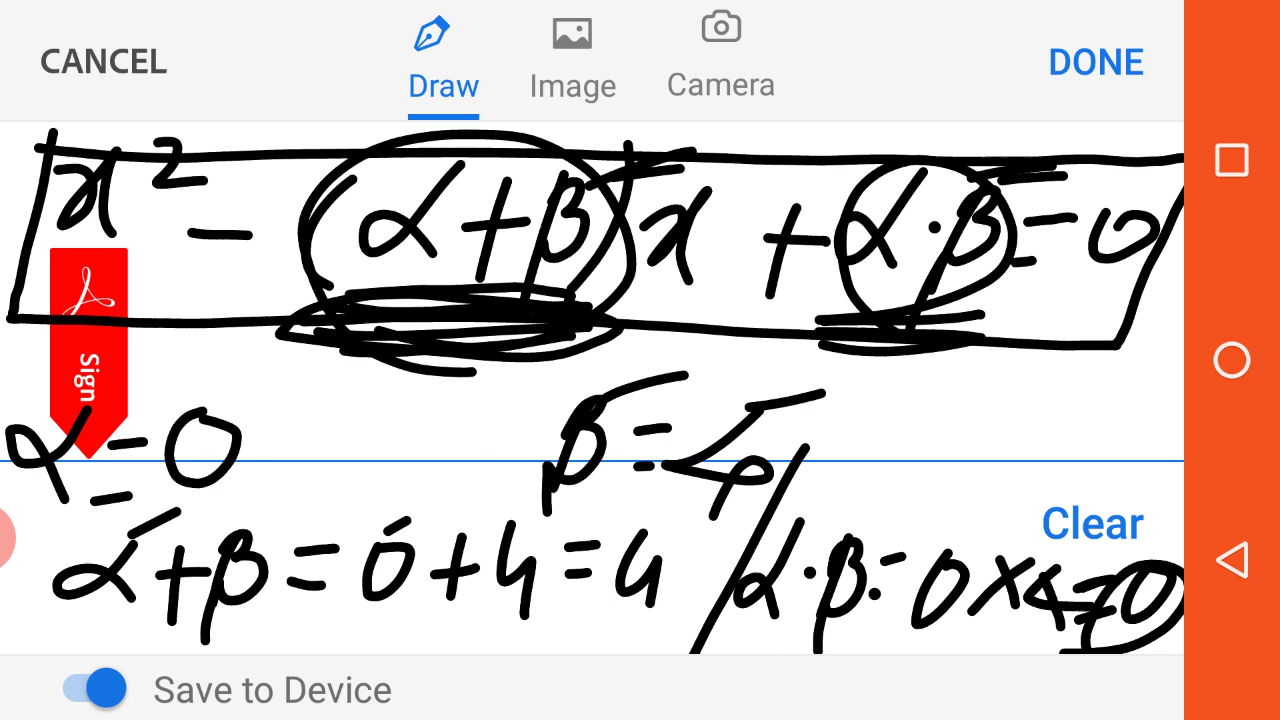 CANCEL Draw Image Camera DONE
x² - (α+β)x + α·β = 0
Sign
α = 0 β = 4
Clear
α+β = 0+4 = 4 / α·β = 0×4 = 0
Save to Device